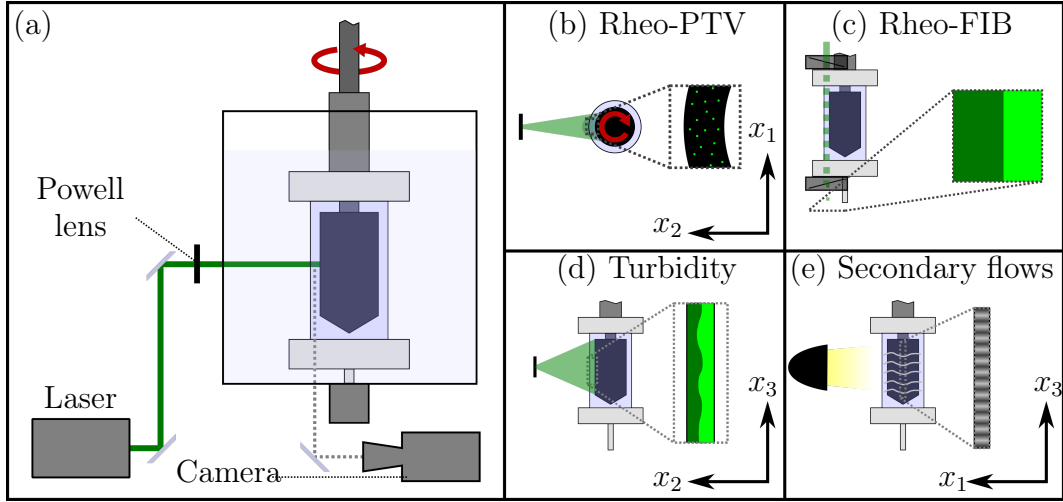 (a)
Powell
lens
Laser
Camera
(b) Rheo-PTV
x₁
x₂
(c) Rheo-FIB
(d) Turbidity
x₃
x₂
(e) Secondary flows
x₃
x₁